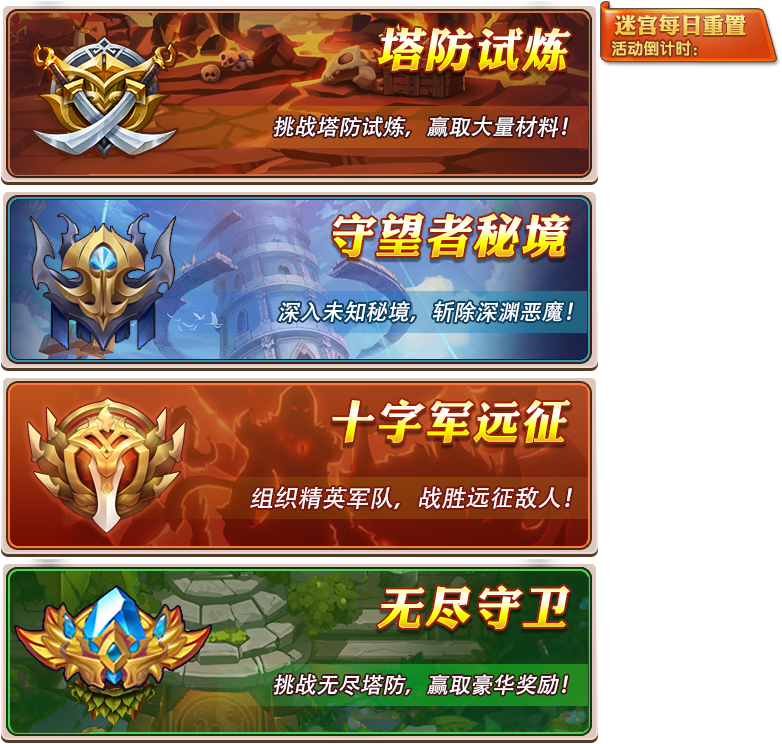 塔防试炼
挑战塔防试炼，赢取大量材料！
迷宫每日重置
活动倒计时：
守望者秘境
深入未知秘境，斩除深渊恶魔！
十字军远征
组织精英军队，战胜远征敌人！
无尽守卫
挑战无尽塔防，赢取豪华奖励！